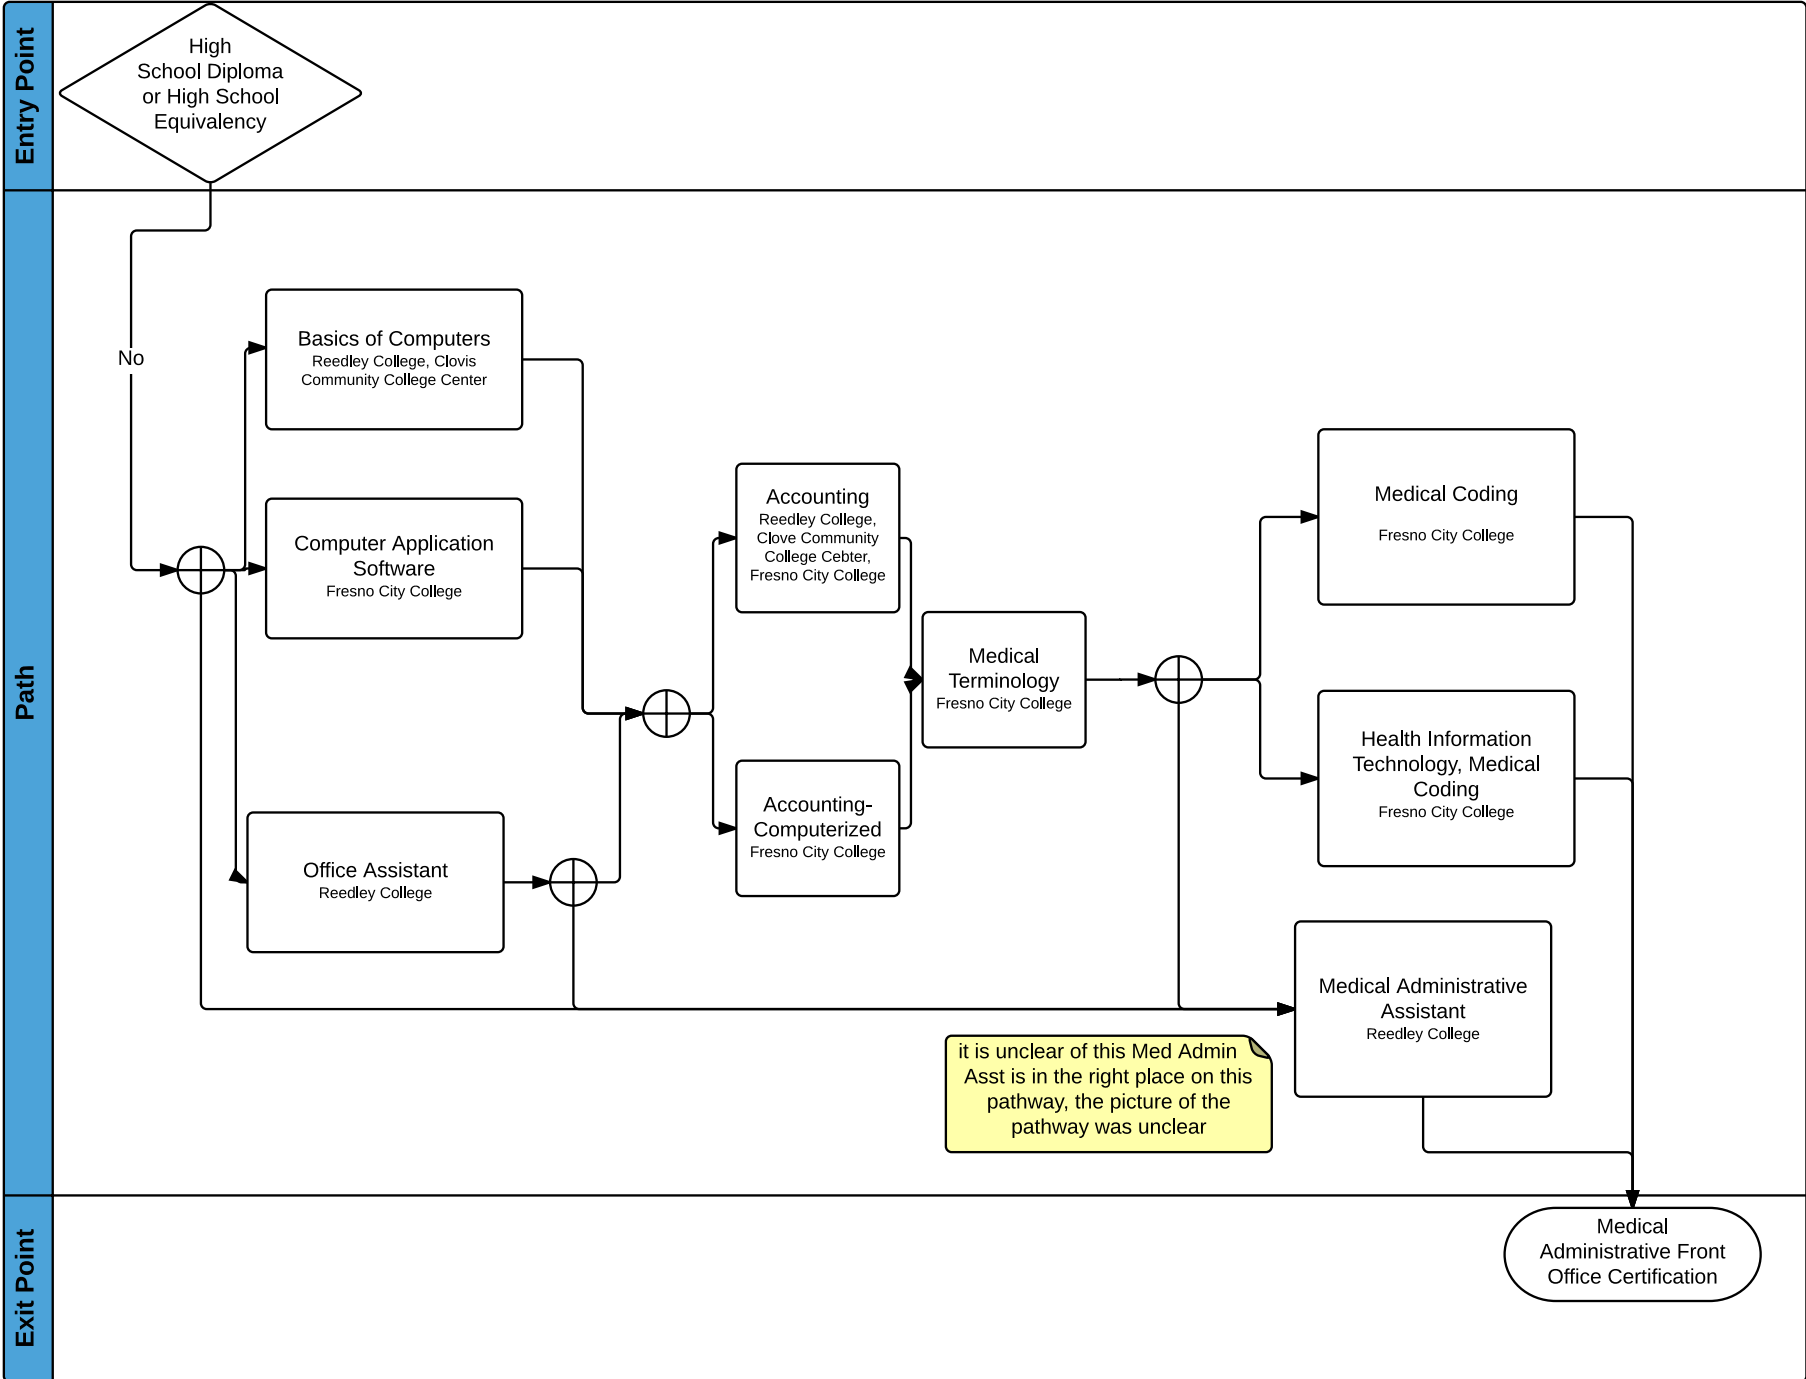 Entry Point
High
School Diploma
or High School
Equivalency
Path
No
Basics of Computers
Reedley College, Clovis
Community College Center
Computer Application
Software
Fresno City College
Office Assistant
Reedley College
Accounting
Reedley College,
Clove Community
College Cebter,
Fresno City College
Accounting-
Computerized
Fresno City College
Medical
Terminology
Fresno City College
Medical Coding
Fresno City College
Health Information
Technology, Medical
Coding
Fresno City College
Medical Administrative
Assistant
Reedley College
it is unclear of this Med Admin
Asst is in the right place on this
pathway, the picture of the
pathway was unclear
Exit Point
Medical
Administrative Front
Office Certification